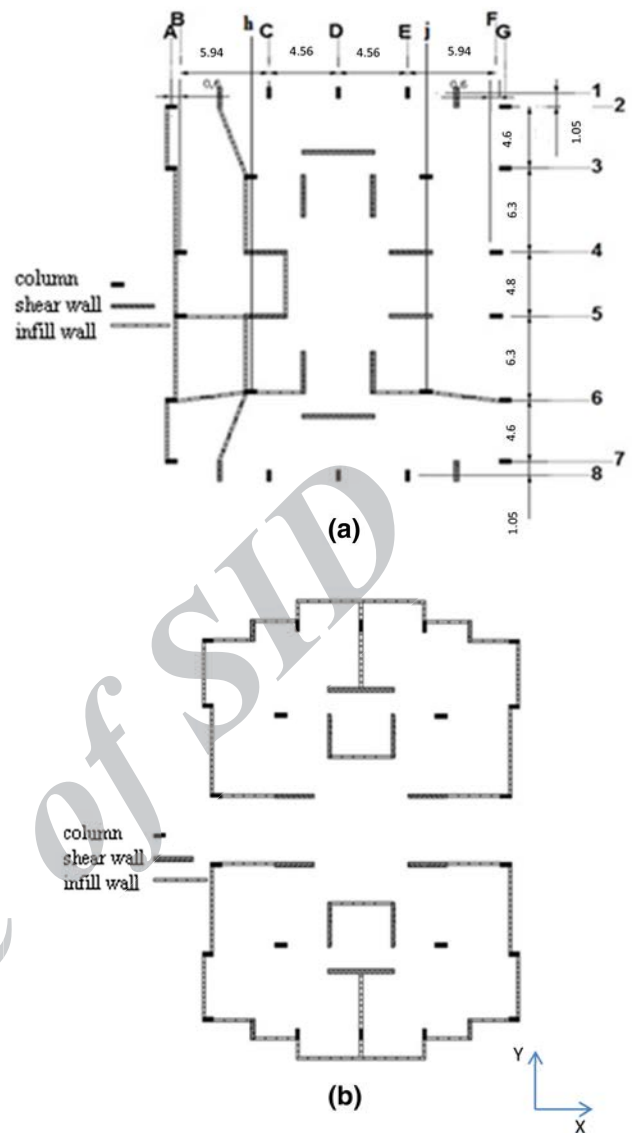 A B h C D E j F G
5.94 4.56 4.56 5.94
0,6 0,6
1
2
3
4
5
6
7
8
1.05
4.6
6.3
4.8
6.3
4.6
1.05
column
shear wall
infill wall
(a)
column
shear wall
infill wall
(b)
Y
X
of SID